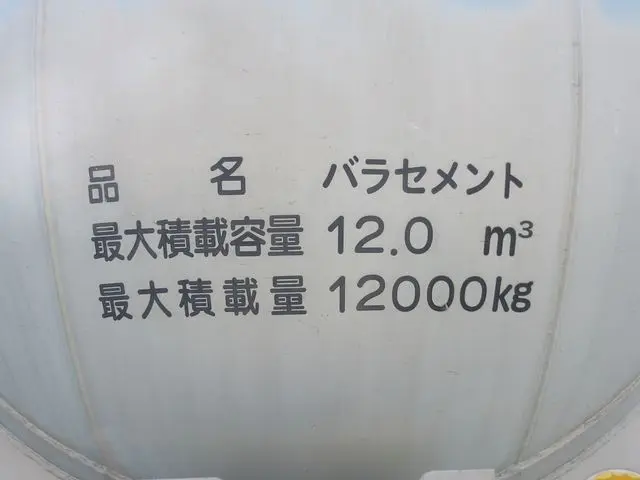 品 名 バラセメント
最大積載容量 12.0 m³
最大積載量 12000kg